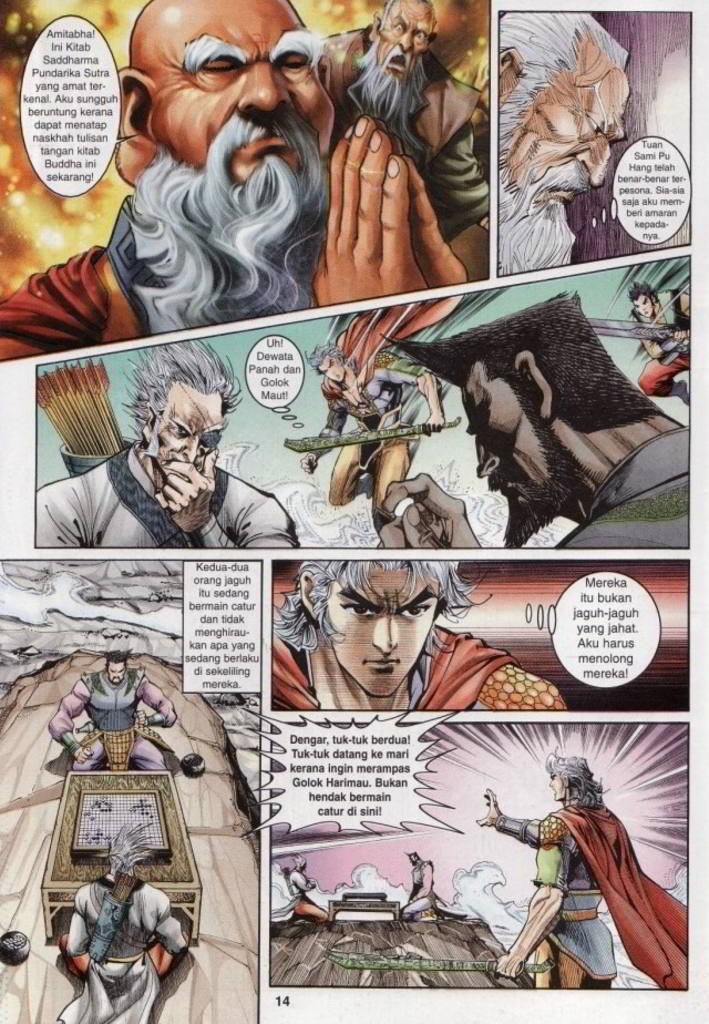 Amitabha!
Ini Kitab
Saddharma
Pundarika Sutra
yang amat ter-
kenal. Aku sungguh
beruntung kerana
dapat menatap
naskhah tulisan
tangan kitab
Buddha ini
sekarang!
Tuan
Sami Pu
Hang telah
benar-benar ter-
pesona. Sia-sia
saja aku mem-
beri amaran
kepada-
nya.
Uh!
Dewata
Panah dan
Golok
Maut!
Kedua-dua
orang jaguh
itu sedang
bermain catur
dan tidak
menghirau-
kan apa yang
sedang berlaku
di sekeliling
mereka.
Mereka
itu bukan
jaguh-jaguh
yang jahat.
Aku harus
menolong
mereka!
Dengar, tuk-tuk berdua!
Tuk-tuk datang ke mari
kerana ingin merampas
Golok Harimau. Bukan
hendak bermain
catur di sini!
14